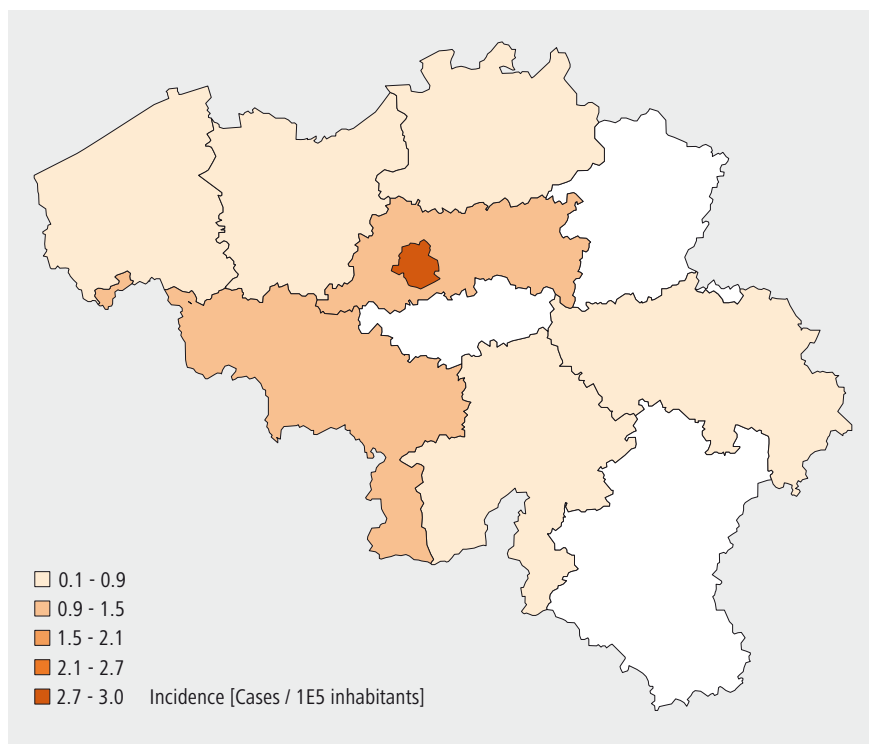 0.1 - 0.9
0.9 - 1.5
1.5 - 2.1
2.1 - 2.7
2.7 - 3.0 Incidence [Cases / 1E5 inhabitants]